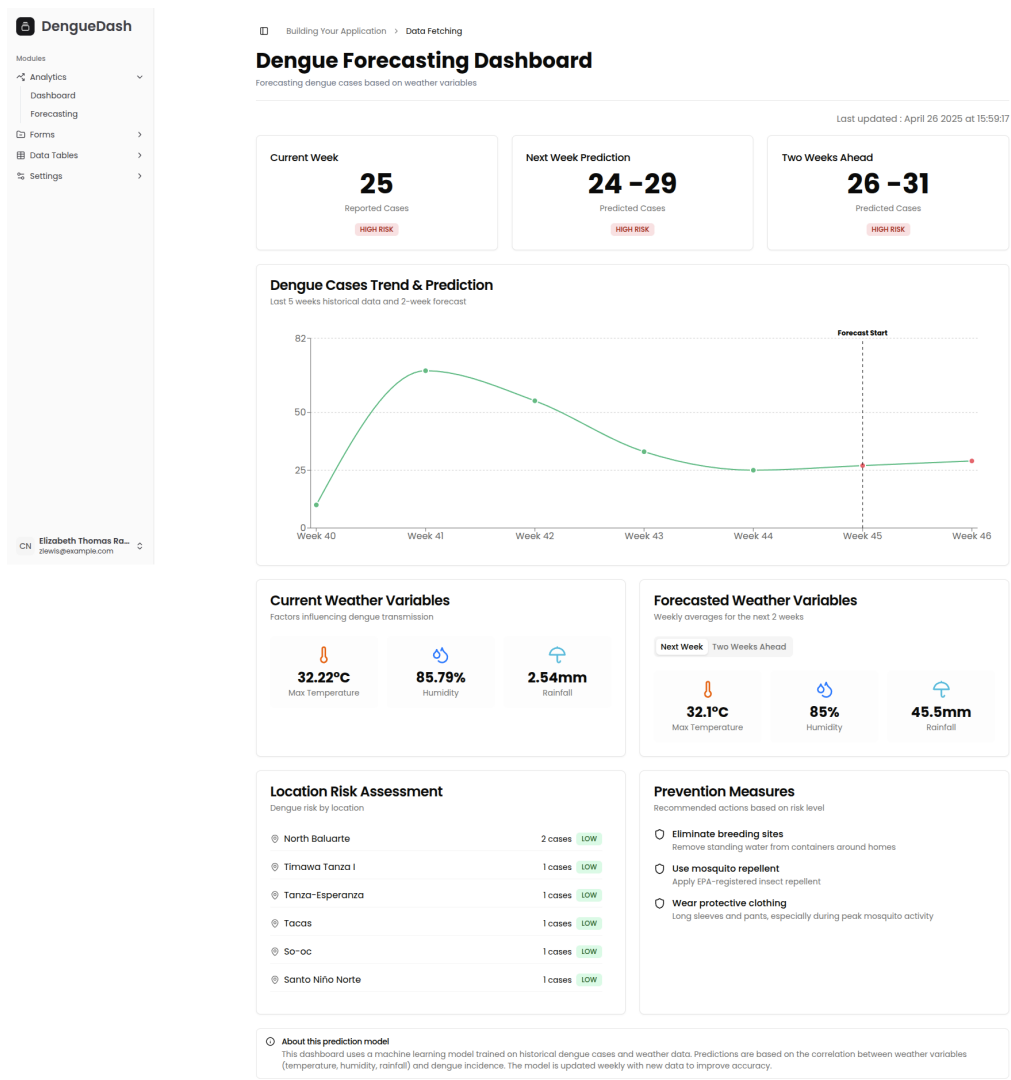 DengueDash
Modules
Analytics
Dashboard
Forecasting
Forms
Data Tables
Settings
CN
Elizabeth Thomas Ra...
zlewis@example.com
Building Your Application > Data Fetching
Dengue Forecasting Dashboard
Forecasting dengue cases based on weather variables
Last updated : April 26 2025 at 15:59:17
Current Week
25
Reported Cases
HIGH RISK
Next Week Prediction
24 -29
Predicted Cases
HIGH RISK
Two Weeks Ahead
26 -31
Predicted Cases
HIGH RISK
Dengue Cases Trend & Prediction
Last 5 weeks historical data and 2-week forecast
Forecast Start
82
50
25
0
Week 40 Week 41 Week 42 Week 43 Week 44 Week 45 Week 46
Current Weather Variables
Factors influencing dengue transmission
32.22°C
Max Temperature
85.79%
Humidity
2.54mm
Rainfall
Forecasted Weather Variables
Weekly averages for the next 2 weeks
Next Week Two Weeks Ahead
32.1°C
Max Temperature
85%
Humidity
45.5mm
Rainfall
Location Risk Assessment
Dengue risk by location
North Baluarte 2 cases LOW
Timawa Tanza I 1 cases LOW
Tanza-Esperanza 1 cases LOW
Tacas 1 cases LOW
So-oc 1 cases LOW
Santo Niño Norte 1 cases LOW
Prevention Measures
Recommended actions based on risk level
Eliminate breeding sites
Remove standing water from containers around homes
Use mosquito repellent
Apply EPA-registered insect repellent
Wear protective clothing
Long sleeves and pants, especially during peak mosquito activity
About this prediction model
This dashboard uses a machine learning model trained on historical dengue cases and weather data. Predictions are based on the correlation between weather variables
(temperature, humidity, rainfall) and dengue incidence. The model is updated weekly with new data to improve accuracy.